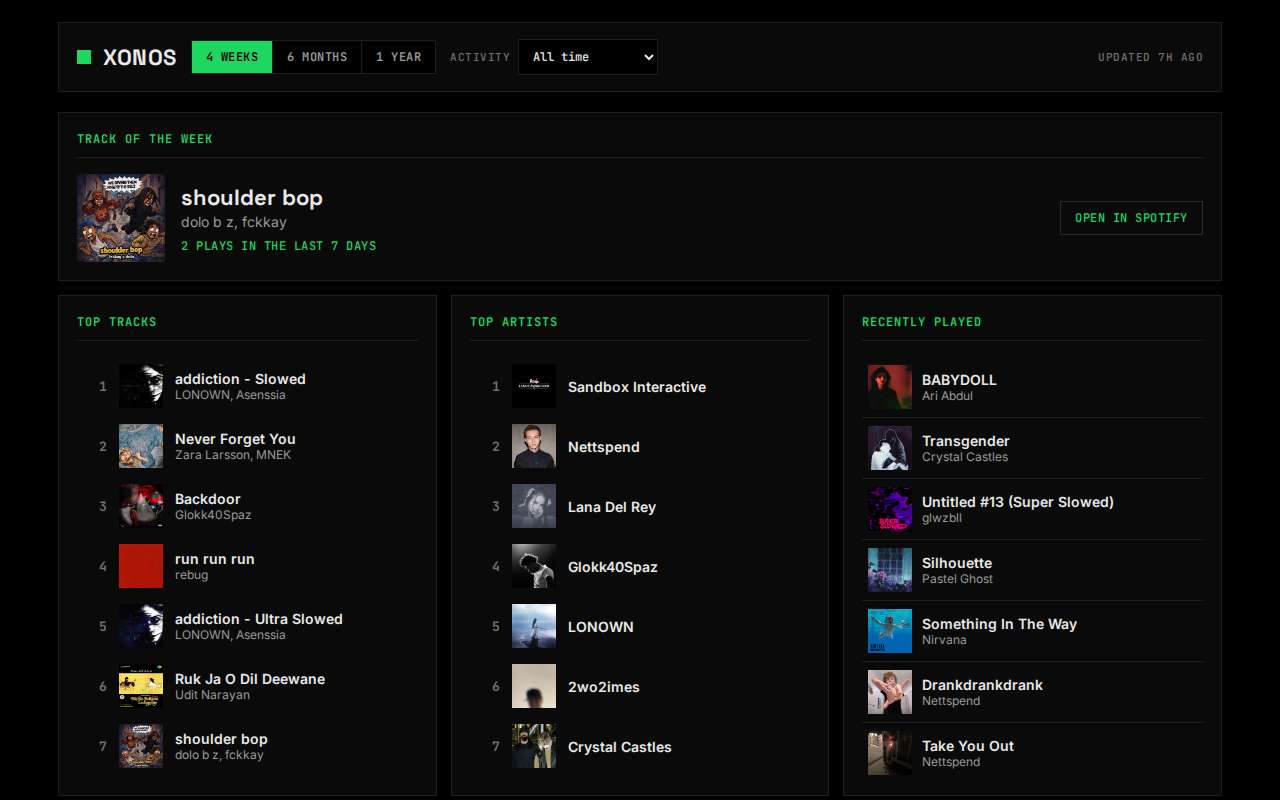 XONOS
4 WEEKS
6 MONTHS
1 YEAR
ACTIVITY
All time
UPDATED 7H AGO
TRACK OF THE WEEK
shoulder bop
dolo b z, fckkay
2 PLAYS IN THE LAST 7 DAYS
OPEN IN SPOTIFY
TOP TRACKS
1
addiction - Slowed
LONOWN, Asenssia
2
Never Forget You
Zara Larsson, MNEK
3
Backdoor
Glokk40Spaz
4
run run run
rebug
5
addiction - Ultra Slowed
LONOWN, Asenssia
6
Ruk Ja O Dil Deewane
Udit Narayan
7
shoulder bop
dolo b z, fckkay
TOP ARTISTS
1
Sandbox Interactive
2
Nettspend
3
Lana Del Rey
4
Glokk40Spaz
5
LONOWN
6
2wo2imes
7
Crystal Castles
RECENTLY PLAYED
BABYDOLL
Ari Abdul
Transgender
Crystal Castles
Untitled #13 (Super Slowed)
glwzbll
Silhouette
Pastel Ghost
Something In The Way
Nirvana
Drankdrankdrank
Nettspend
Take You Out
Nettspend